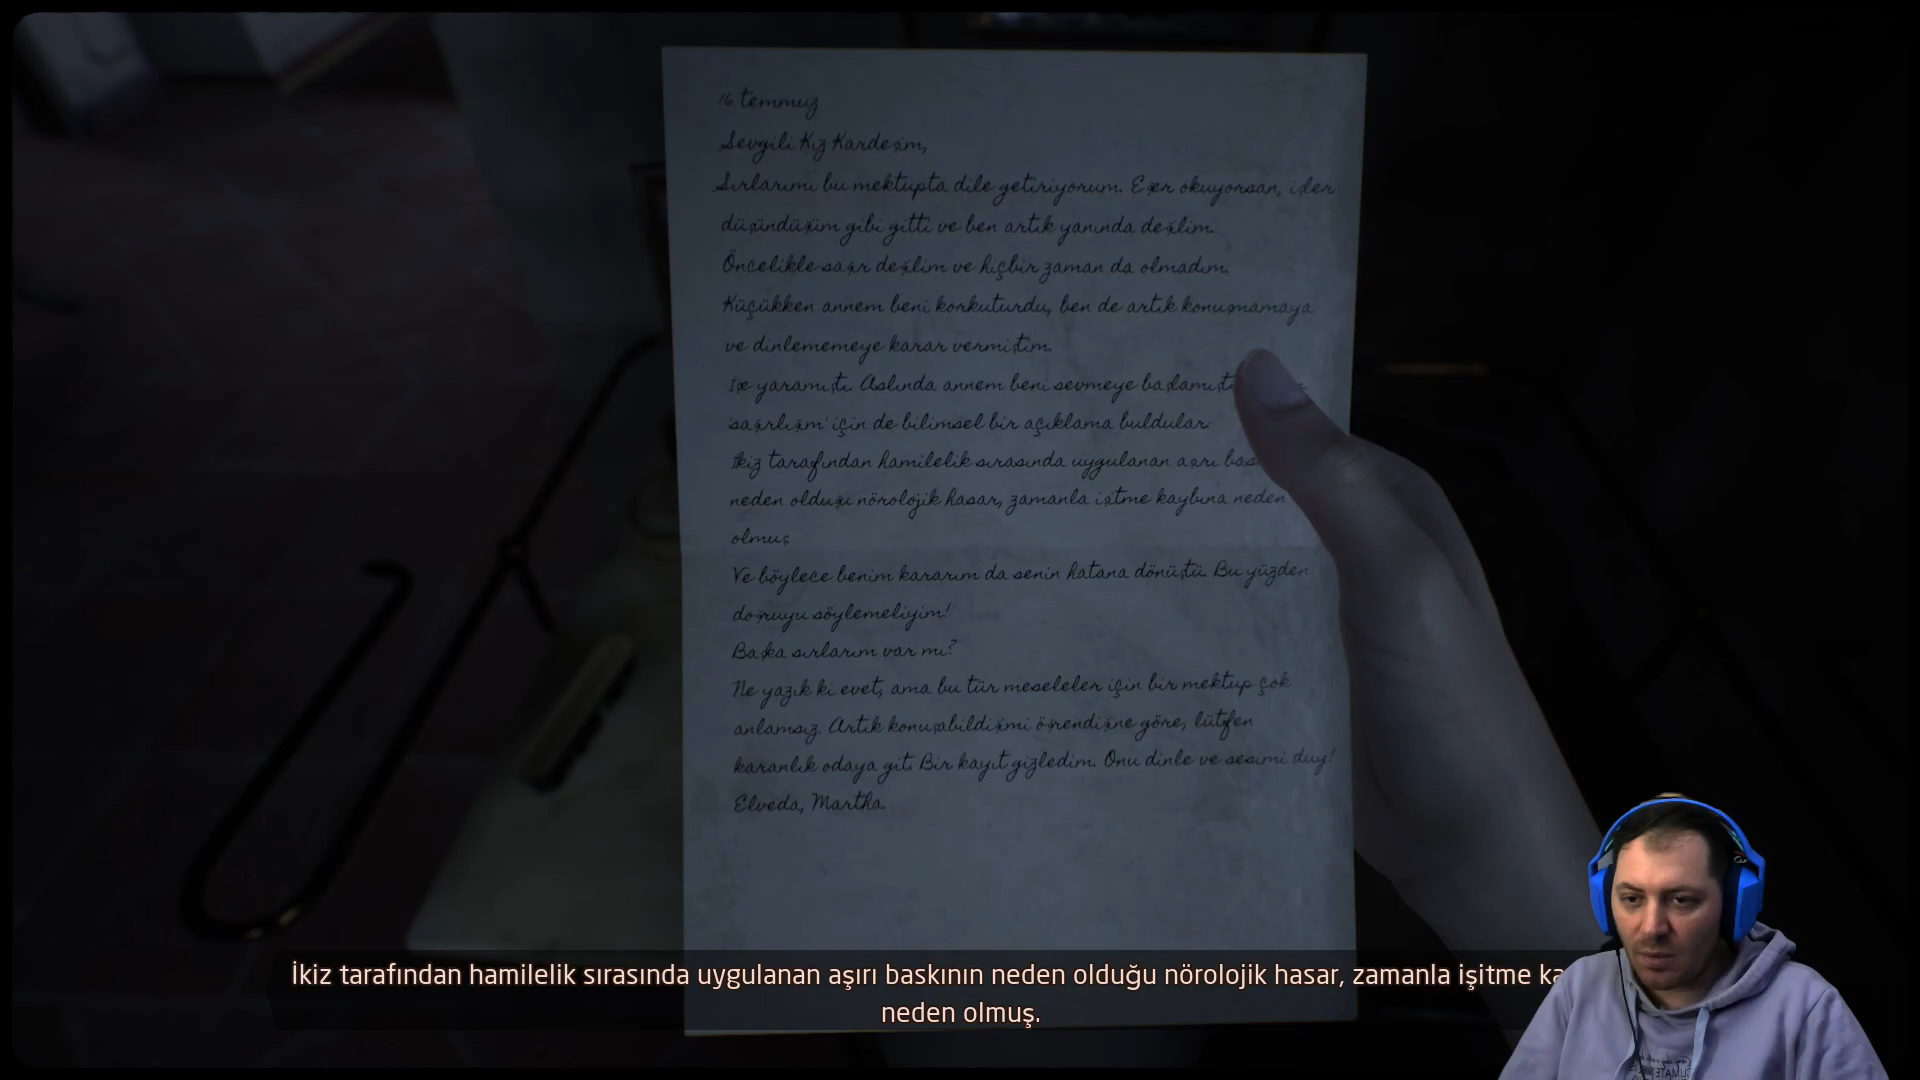 16 temmuz
Sevgili Kız Kardeşim,
Sırlarımı bu mektupta dile getiriyorum. Eğer okuyorsan, işler
düşündüğüm gibi gitti ve ben artık yanında değilim.
Öncelikle sağır değilim ve hiçbir zaman da olmadım.
Küçükken annem beni korkuturdu, ben de artık konuşmamaya
ve dinlememeye karar vermiştim.
İşe yaramıştı. Aslında annem beni sevmeye başlamıştı
'sağırlığım' için de bilimsel bir açıklama buldular.
İkiz tarafından hamilelik sırasında uygulanan aşırı
neden olduğu nörolojik hasar, zamanla işitme kaybına neden
olmuş.
Ve böylece benim kararım da senin hatana dönüştü. Bu yüzden
doğruyu söylemeliyim!
Başka sırlarım var mı?
Ne yazık ki evet, ama bu tür meseleler için bir mektup çok
anlamsız. Artık konuşabildiğimi öğrendiğine göre, lütfen
karanlık odaya git. Bir kayıt gizledim. Onu dinle ve sesimi duy!
Elveda, Martha.
İkiz tarafından hamilelik sırasında uygulanan aşırı baskının neden olduğu nörolojik hasar, zamanla işitme
neden olmuş.